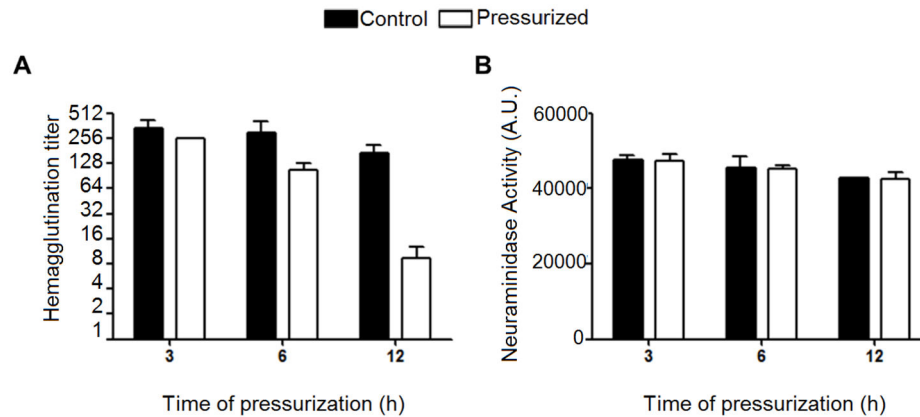 Control Pressurized
A
Hemagglutination titer
512
256
128
64
32
16
8
4
2
1
3 6 12
Time of pressurization (h)
B
Neuraminidase Activity (A.U.)
60000
40000
20000
0
3 6 12
Time of pressurization (h)